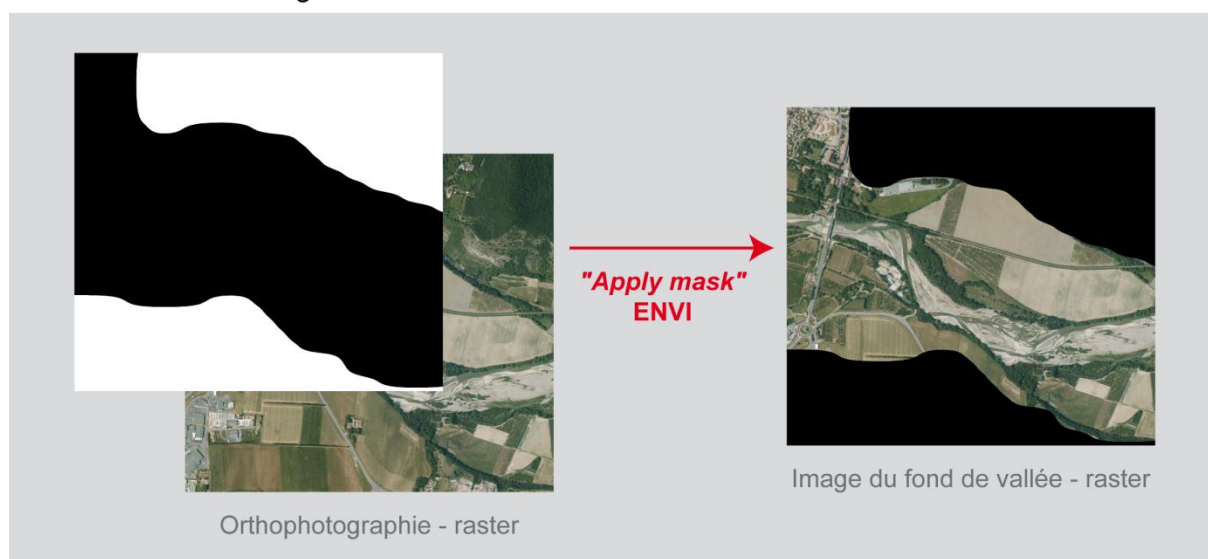 "Apply mask"
ENVI
Image du fond de vallée - raster
Orthophotographie - raster